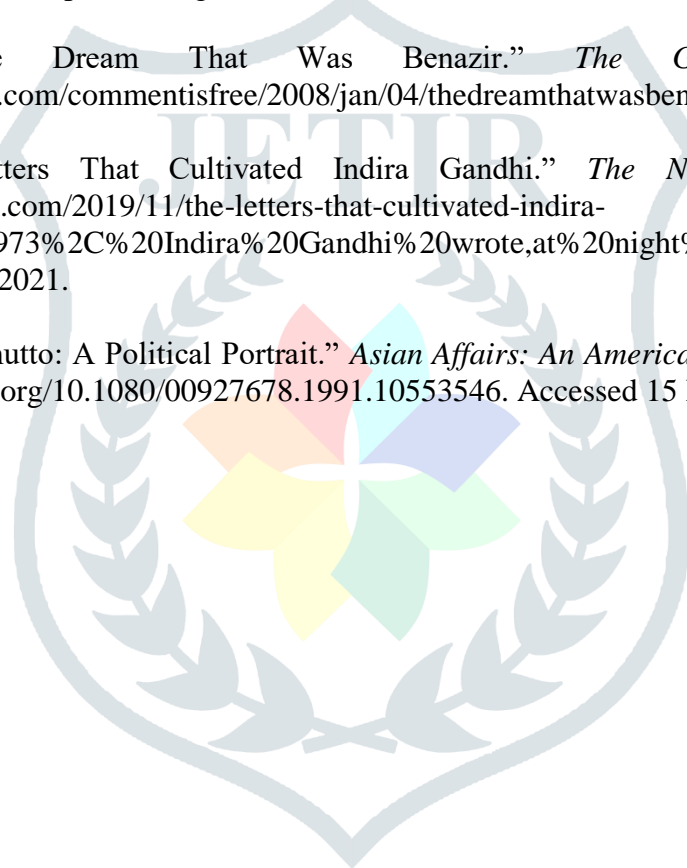 Dream That Was Benazir.” The
.com/commentisfree/2008/jan/04/thedreamthatwasben
JETIR
tters That Cultivated Indira Gandhi.” The N
.com/2019/11/the-letters-that-cultivated-indira-
973%2C%20Indira%20Gandhi%20wrote,at%20night%
2021.
hutto: A Political Portrait.” Asian Affairs: An America
org/10.1080/00927678.1991.10553546. Accessed 15